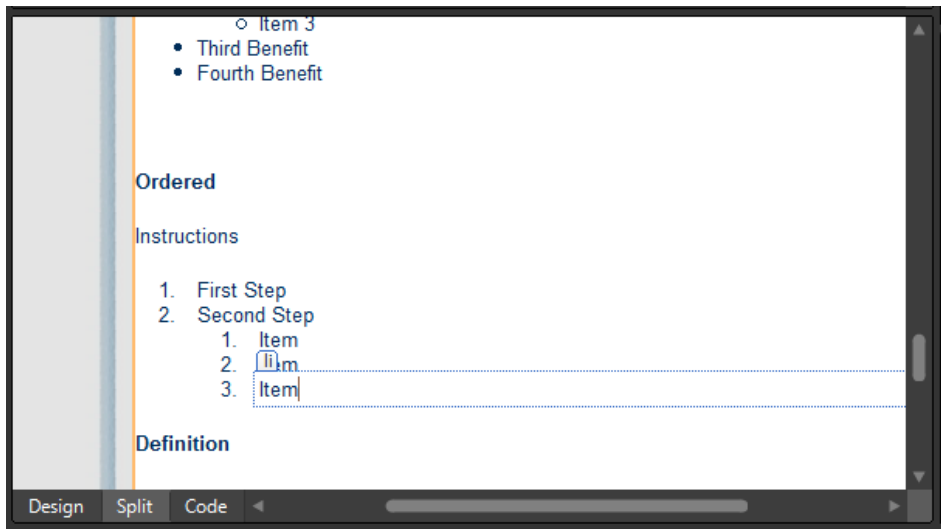 Item 3
Third Benefit
Fourth Benefit
Ordered
Instructions
1. First Step
2. Second Step
1. Item
2. Item
li
3. Item
Definition
Design Split Code